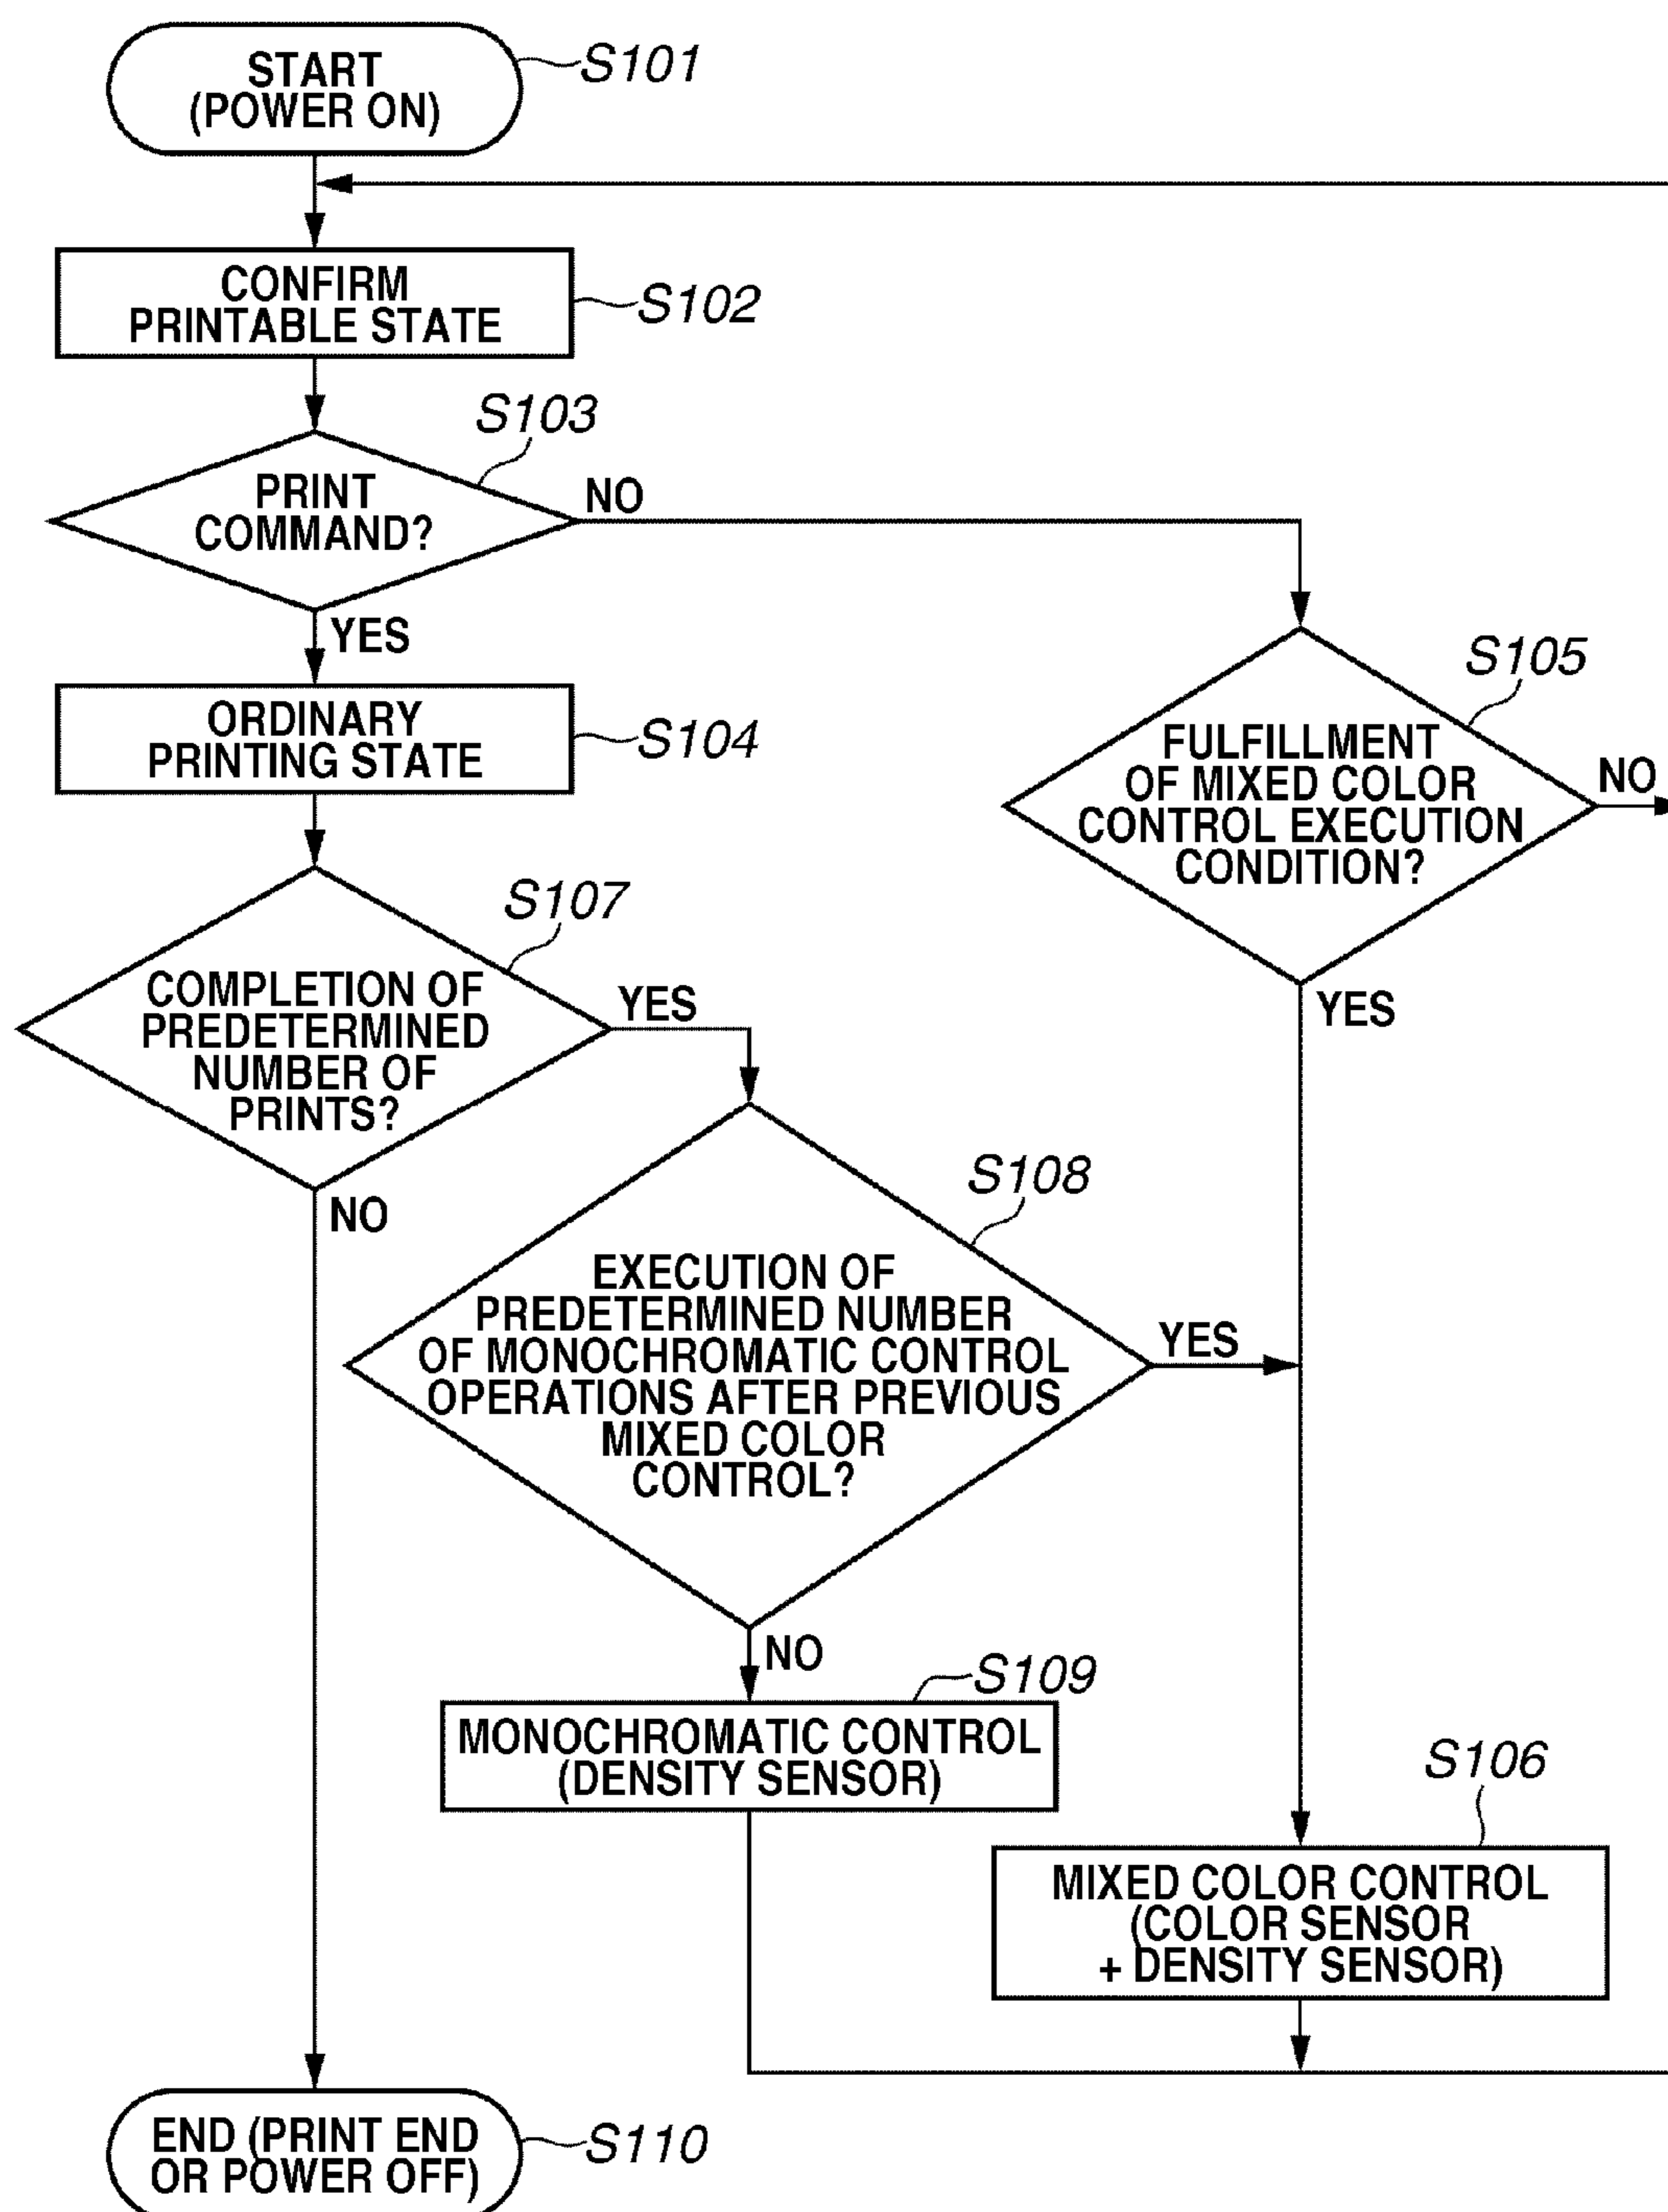 START
(POWER ON)
S101
CONFIRM
PRINTABLE STATE
S102
S103
PRINT
COMMAND?
NO
YES
ORDINARY
PRINTING STATE
S104
S105
FULFILLMENT
OF MIXED COLOR
CONTROL EXECUTION
CONDITION?
NO
YES
S107
COMPLETION OF
PREDETERMINED
NUMBER OF
PRINTS?
YES
NO
S108
EXECUTION OF
PREDETERMINED NUMBER
OF MONOCHROMATIC CONTROL
OPERATIONS AFTER PREVIOUS
MIXED COLOR
CONTROL?
YES
NO
S109
MONOCHROMATIC CONTROL
(DENSITY SENSOR)
S106
MIXED COLOR CONTROL
(COLOR SENSOR
+ DENSITY SENSOR)
END (PRINT END
OR POWER OFF)
S110